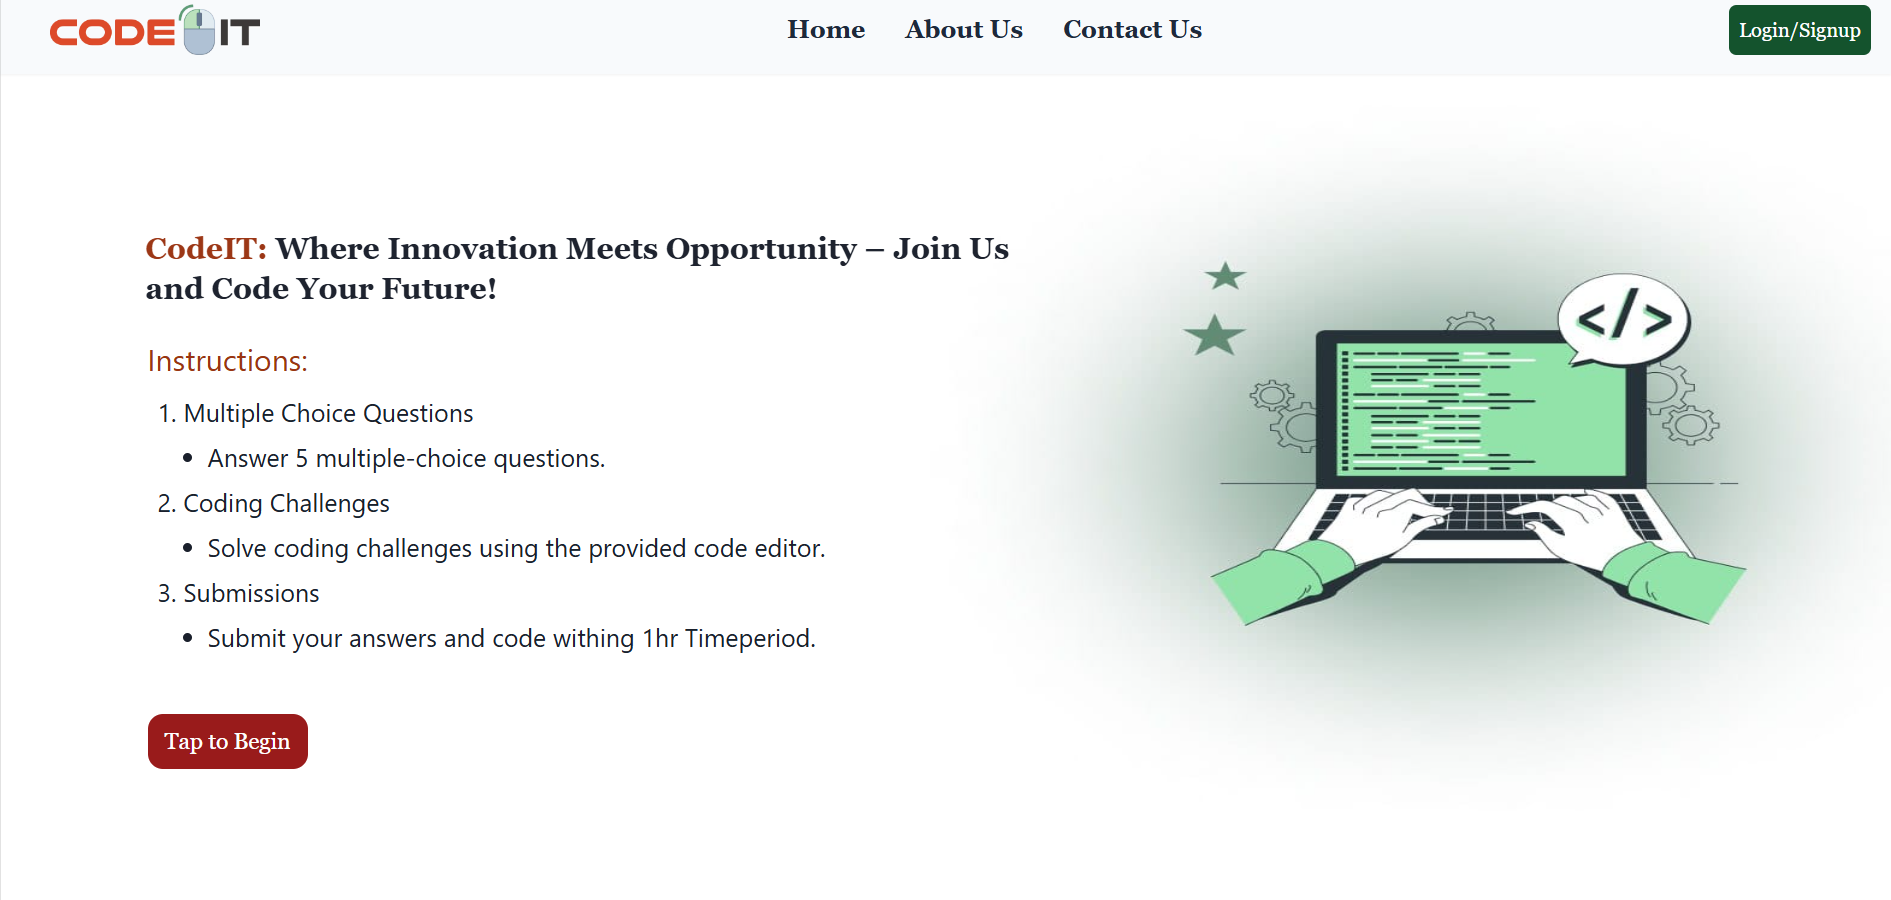 CODE IT
Home
About Us
Contact Us
Login/Signup
CodeIT: Where Innovation Meets Opportunity – Join Us
and Code Your Future!
Instructions:
1. Multiple Choice Questions
• Answer 5 multiple-choice questions.
2. Coding Challenges
• Solve coding challenges using the provided code editor.
3. Submissions
• Submit your answers and code withing 1hr Timeperiod.
Tap to Begin
</>